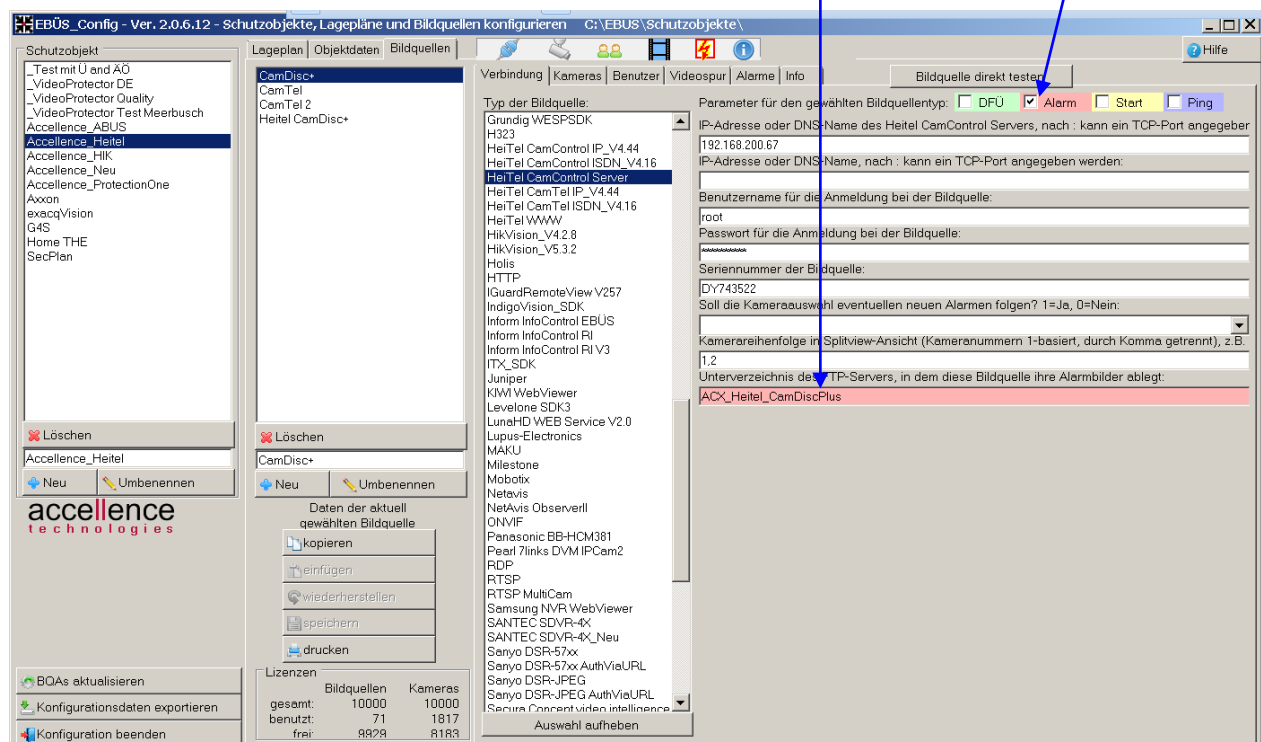 EBÜS_Config - Ver. 2.0.6.12 - Schutzobjekte, Lagepläne und Bildquellen konfigurieren C:\EBUS\Schutzobjekte\
Schutzobjekt
_Test mit Ü and ÄÖ
_VideoProtector DE
_VideoProtector Quality
_VideoProtector Test Meerbusch
Accellence_ABUS
Accellence_Heitel
Accellence_HIK
Accellence_Neu
Accellence_ProtectionOne
Axxon
exacqVision
G4S
Home THE
SecPlan
Löschen
Accellence_Heitel
Neu Umbenennen
accellence
technologies
BQAs aktualisieren
Konfigurationsdaten exportieren
Konfiguration beenden
Lageplan Objektdaten Bildquellen
CamDisc+
CamTel
CamTel 2
Heitel CamDisc+
Löschen
CamDisc+
Neu Umbenennen
Daten der aktuell
gewählten Bildquelle
kopieren
einfügen
wiederherstellen
speichern
drucken
Lizenzen
Bildquellen Kameras
gesamt: 10000 10000
benutzt: 71 1817
frei: 9929 8183
Hilfe
Verbindung Kameras Benutzer Videospur Alarme Info
Bildquelle direkt testen
Typ der Bildquelle:
Grundig WESPSDK
H323
HeiTel CamControl IP_V4.44
HeiTel CamControl ISDN_V4.16
HeiTel CamControl Server
HeiTel CamTel IP_V4.44
HeiTel CamTel ISDN_V4.16
HeiTel WWW
HikVision_V4.2.8
HikVision_V5.3.2
Holis
HTTP
IGuardRemoteView V257
IndigoVision_SDK
Inform InfoControl EBÜS
Inform InfoControl RI
Inform InfoControl RI V3
ITX_SDK
Juniper
KIWI WebViewer
Levelone SDK3
LunaHD WEB Service V2.0
Lupus-Electronics
MAKU
Milestone
Mobotix
Netavis
NetAvis ObserverII
ONVIF
Panasonic BB-HCM381
Pearl 7links DVM IPCam2
RDP
RTSP
RTSP MultiCam
Samsung NVR WebViewer
SANTEC SDVR-4X
SANTEC SDVR-4X_Neu
Sanyo DSR-57xx
Sanyo DSR-57xx AuthViaURL
Sanyo DSR-JPEG
Sanyo DSR-JPEG AuthViaURL
Secura Concept video intelligence
Auswahl aufheben
Parameter für den gewählten Bildquellentyp: DFÜ Alarm Start Ping
IP-Adresse oder DNS-Name des Heitel CamControl Servers, nach : kann ein TCP-Port angegeber
192.168.200.67
IP-Adresse oder DNS-Name, nach : kann ein TCP-Port angegeben werden:
Benutzername für die Anmeldung bei der Bildquelle:
root
Passwort für die Anmeldung bei der Bildquelle:
**********
Seriennummer der Bildquelle:
DY743522
Soll die Kameraauswahl eventuellen neuen Alarmen folgen? 1=Ja, 0=Nein:
Kamerareihenfolge in Splitview-Ansicht (Kameranummern 1-basiert, durch Komma getrennt), z.B.
1,2
Unterverzeichnis des FTP-Servers, in dem diese Bildquelle ihre Alarmbilder ablegt:
ACX_Heitel_CamDiscPlus